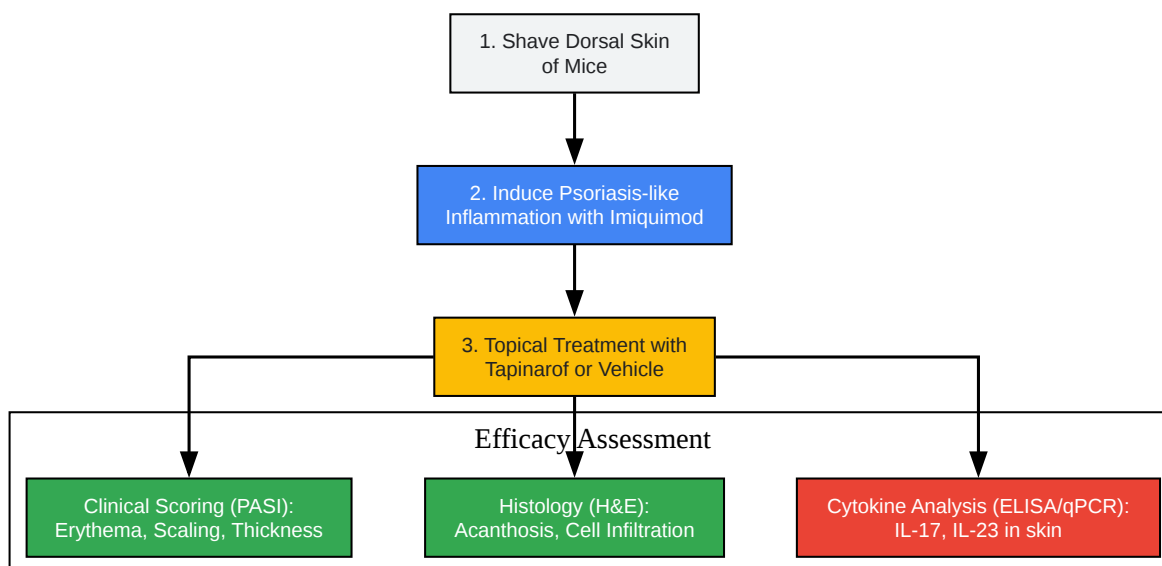 1. Shave Dorsal Skin
of Mice
2. Induce Psoriasis-like
Inflammation with Imiquimod
3. Topical Treatment with
Tapinarof or Vehicle
Efficacy Assessment
Clinical Scoring (PASI):
Erythema, Scaling, Thickness
Histology (H&E):
Acanthosis, Cell Infiltration
Cytokine Analysis (ELISA/qPCR):
IL-17, IL-23 in skin